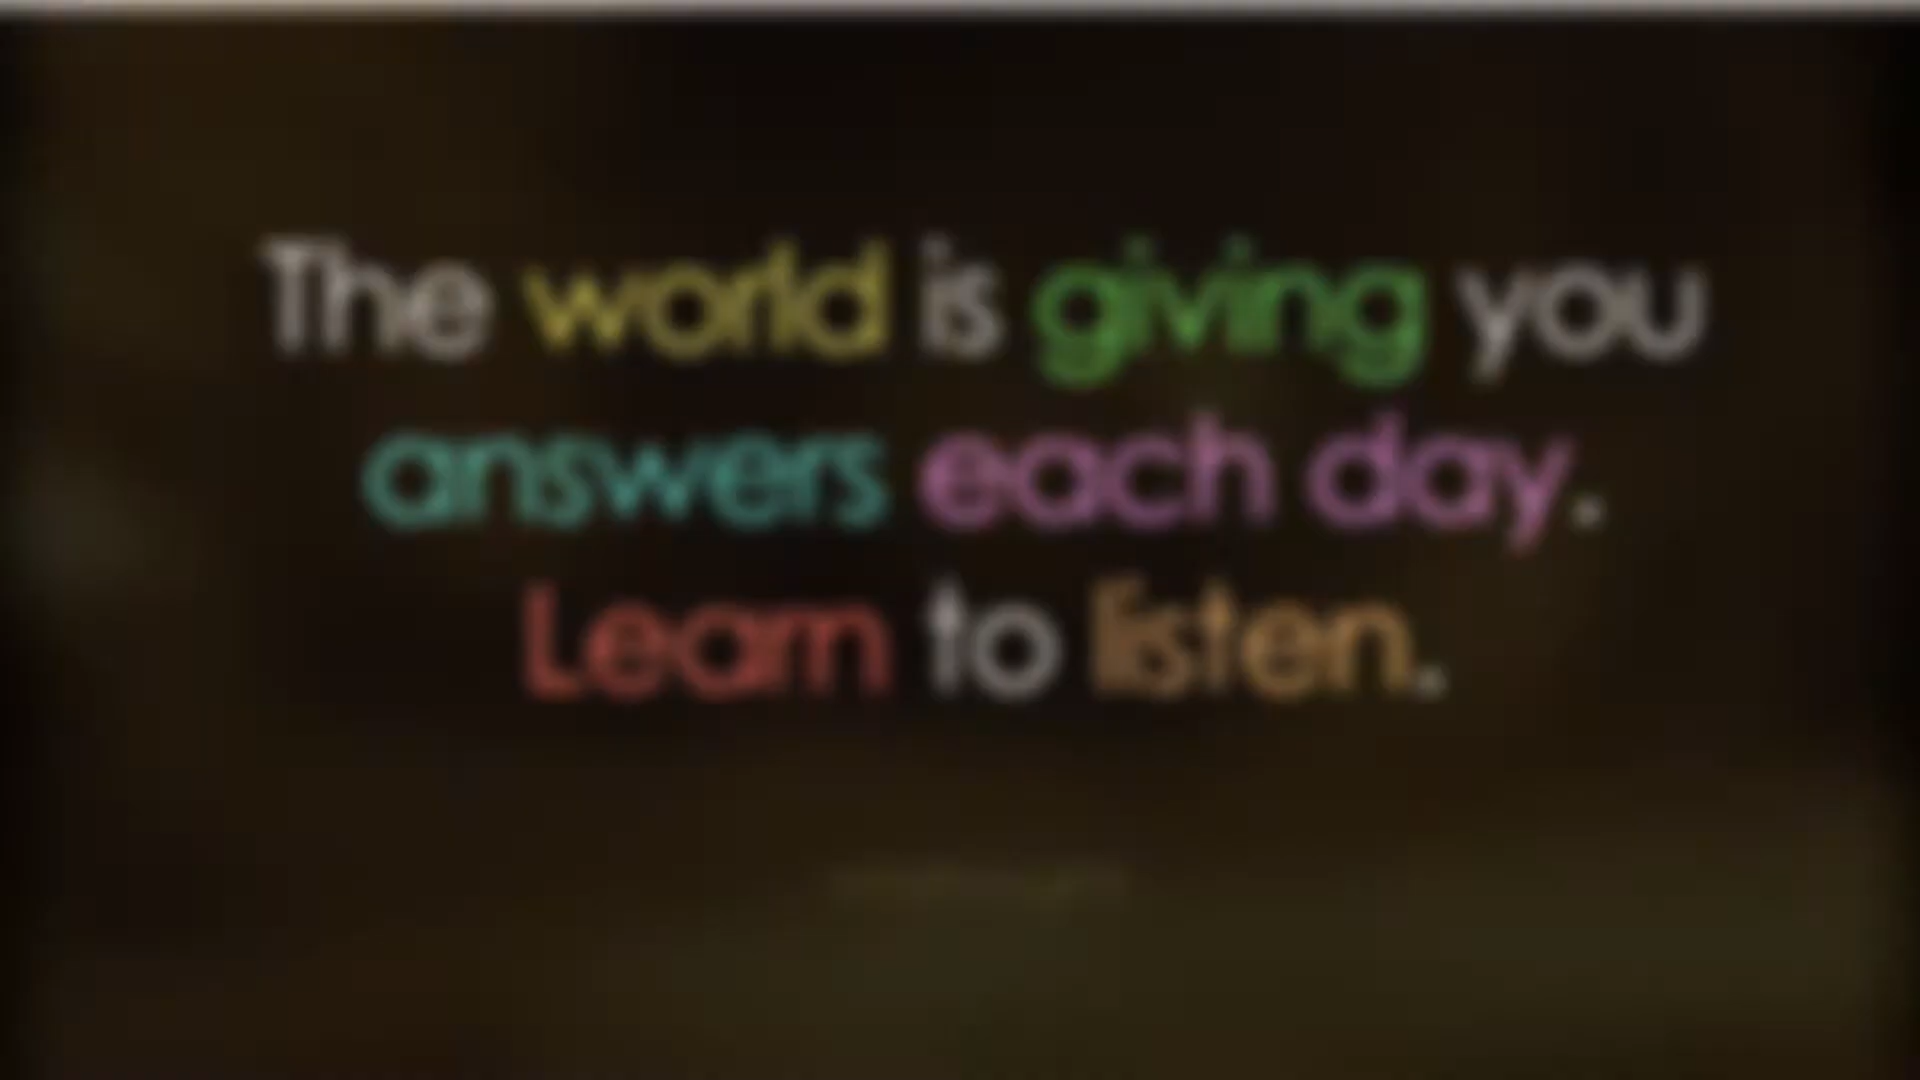 The world is giving you
answers each day.
Learn to listen.